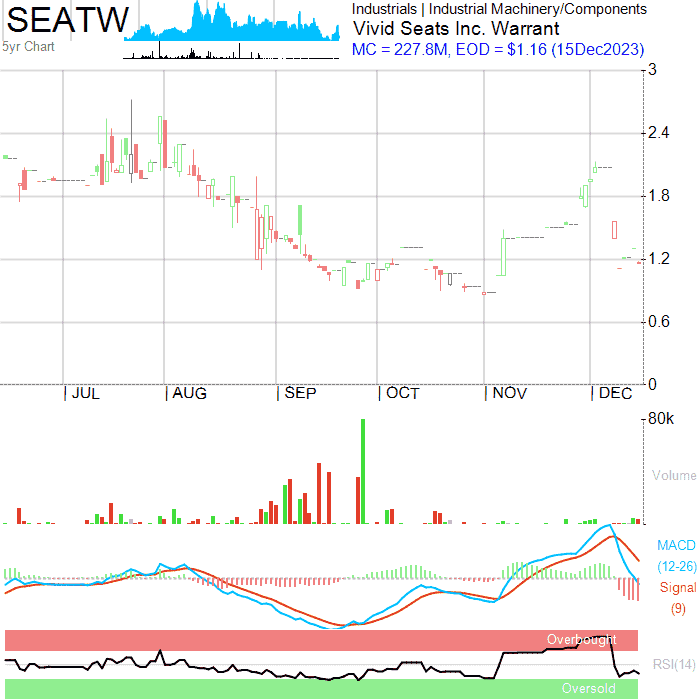 SEATW
5yr Chart
Industrials | Industrial Machinery/Components
Vivid Seats Inc. Warrant
MC = 227.8M, EOD = $1.16 (15Dec2023)
3
2.4
1.8
1.2
0.6
0
JUL
AUG
SEP
OCT
NOV
DEC
80k
Volume
MACD
(12-26)
Signal
(9)
Overbought
RSI(14)
Oversold